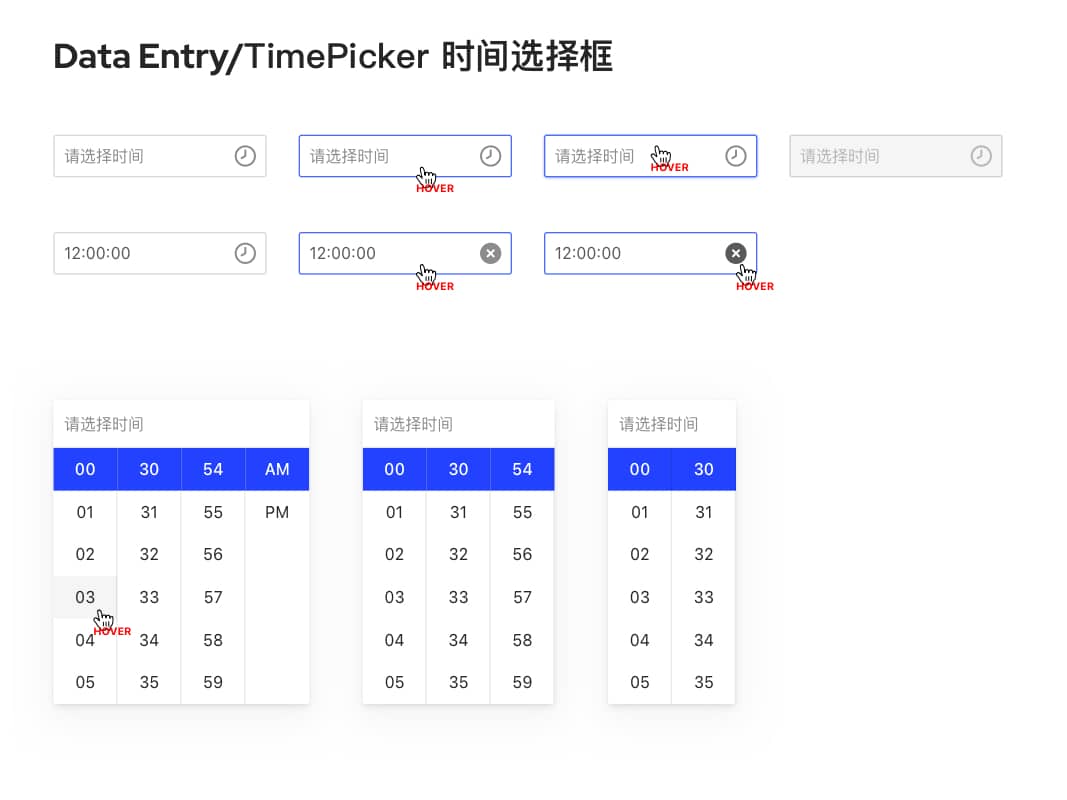 Data Entry/TimePicker 时间选择框
请选择时间 请选择时间 请选择时间 请选择时间
HOVER HOVER
12:00:00 12:00:00 12:00:00
HOVER HOVER
请选择时间 请选择时间 请选择时间
00 30 54 AM 00 30 54 00 30
01 31 55 PM 01 31 55 01 31
02 32 56 02 32 56 02 32
03 33 57 03 33 57 03 33
HOVER
04 34 58 04 34 58 04 34
05 35 59 05 35 59 05 35